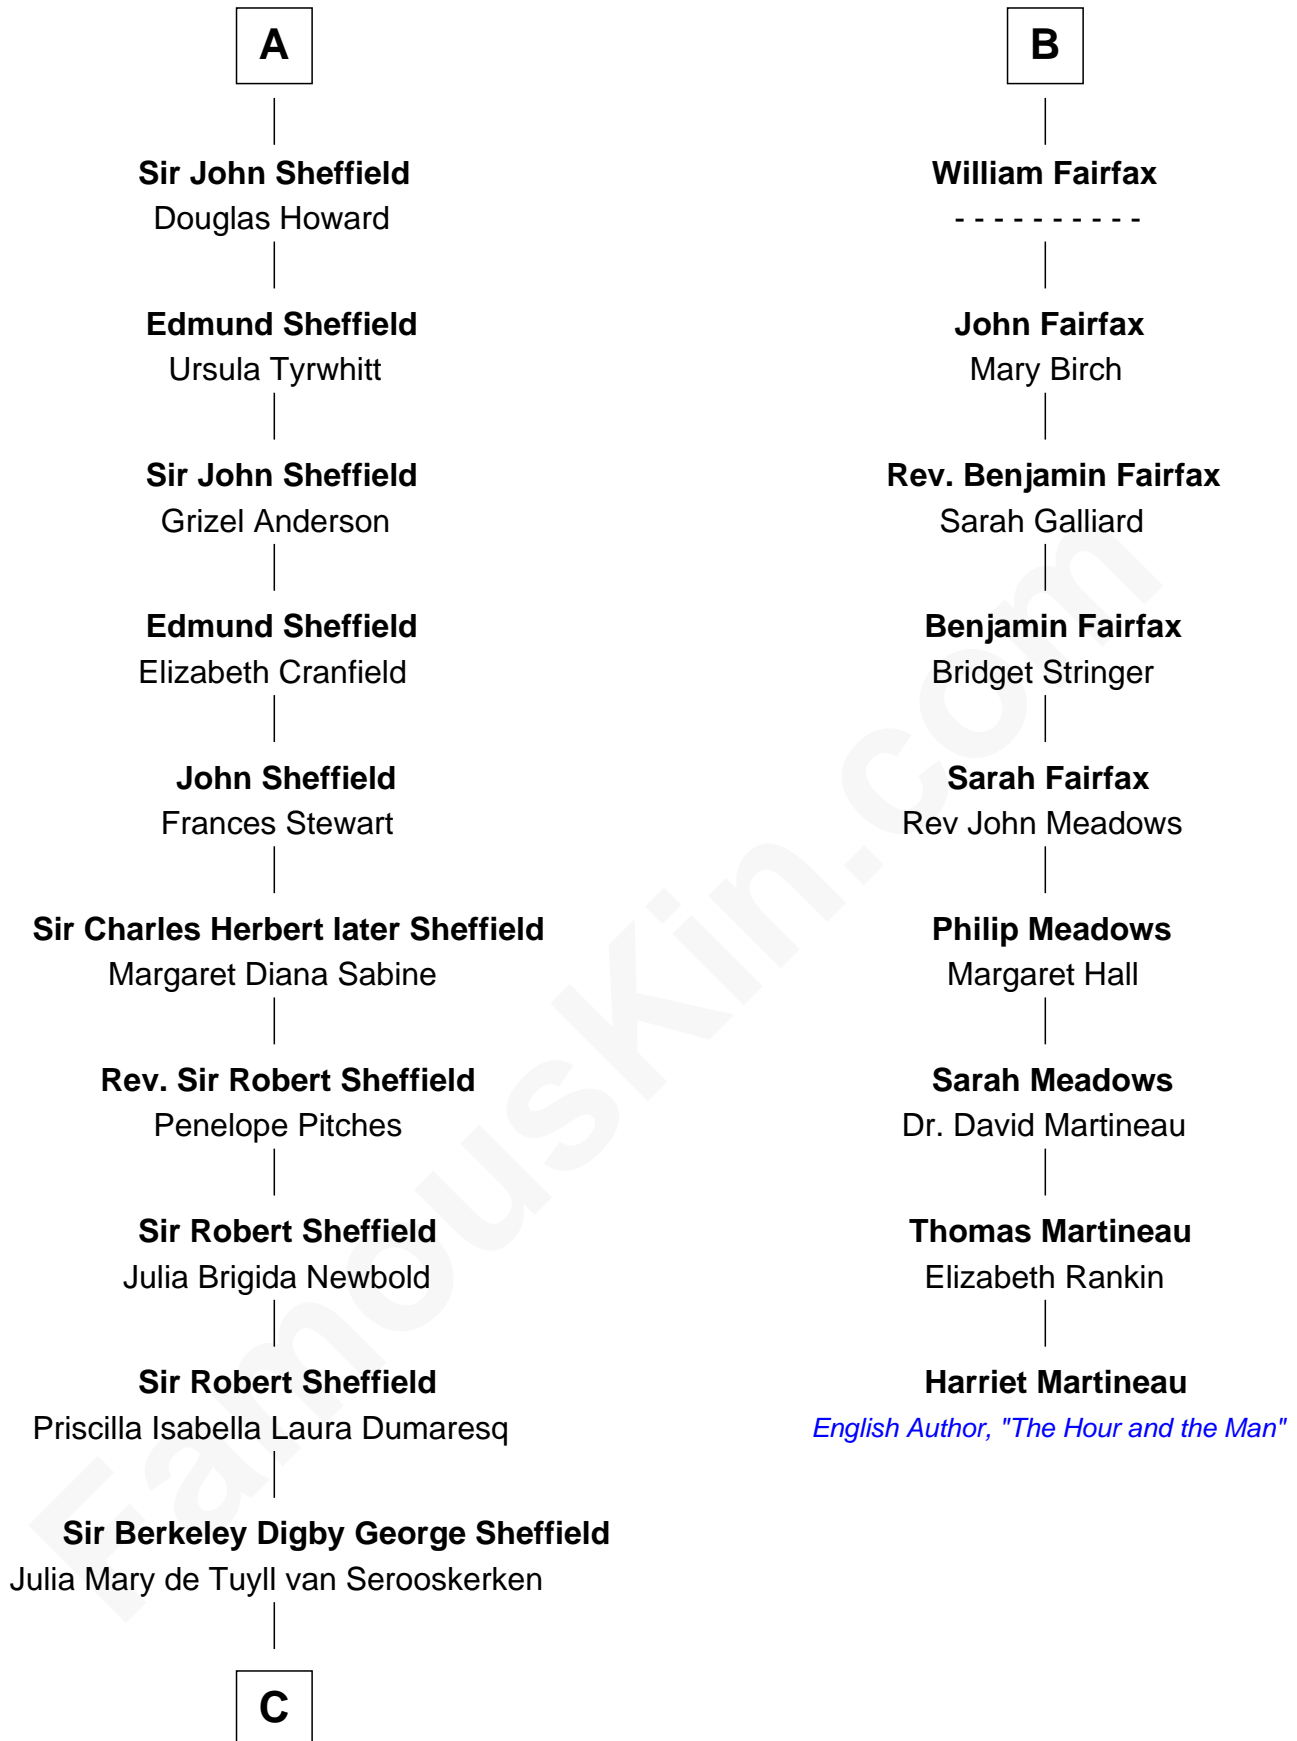 A
Sir John Sheffield
Douglas Howard
Edmund Sheffield
Ursula Tyrwhitt
Sir John Sheffield
Grizel Anderson
Edmund Sheffield
Elizabeth Cranfield
John Sheffield
Frances Stewart
Sir Charles Herbert later Sheffield
Margaret Diana Sabine
Rev. Sir Robert Sheffield
Penelope Pitches
Sir Robert Sheffield
Julia Brigida Newbold
Sir Robert Sheffield
Priscilla Isabella Laura Dumaresq
Sir Berkeley Digby George Sheffield
Julia Mary de Tuyll van Serooskerken
C
B
William Fairfax
- - - - - - - - - -
John Fairfax
Mary Birch
Rev. Benjamin Fairfax
Sarah Galliard
Benjamin Fairfax
Bridget Stringer
Sarah Fairfax
Rev John Meadows
Philip Meadows
Margaret Hall
Sarah Meadows
Dr. David Martineau
Thomas Martineau
Elizabeth Rankin
Harriet Martineau
English Author, "The Hour and the Man"
FamousKin.com